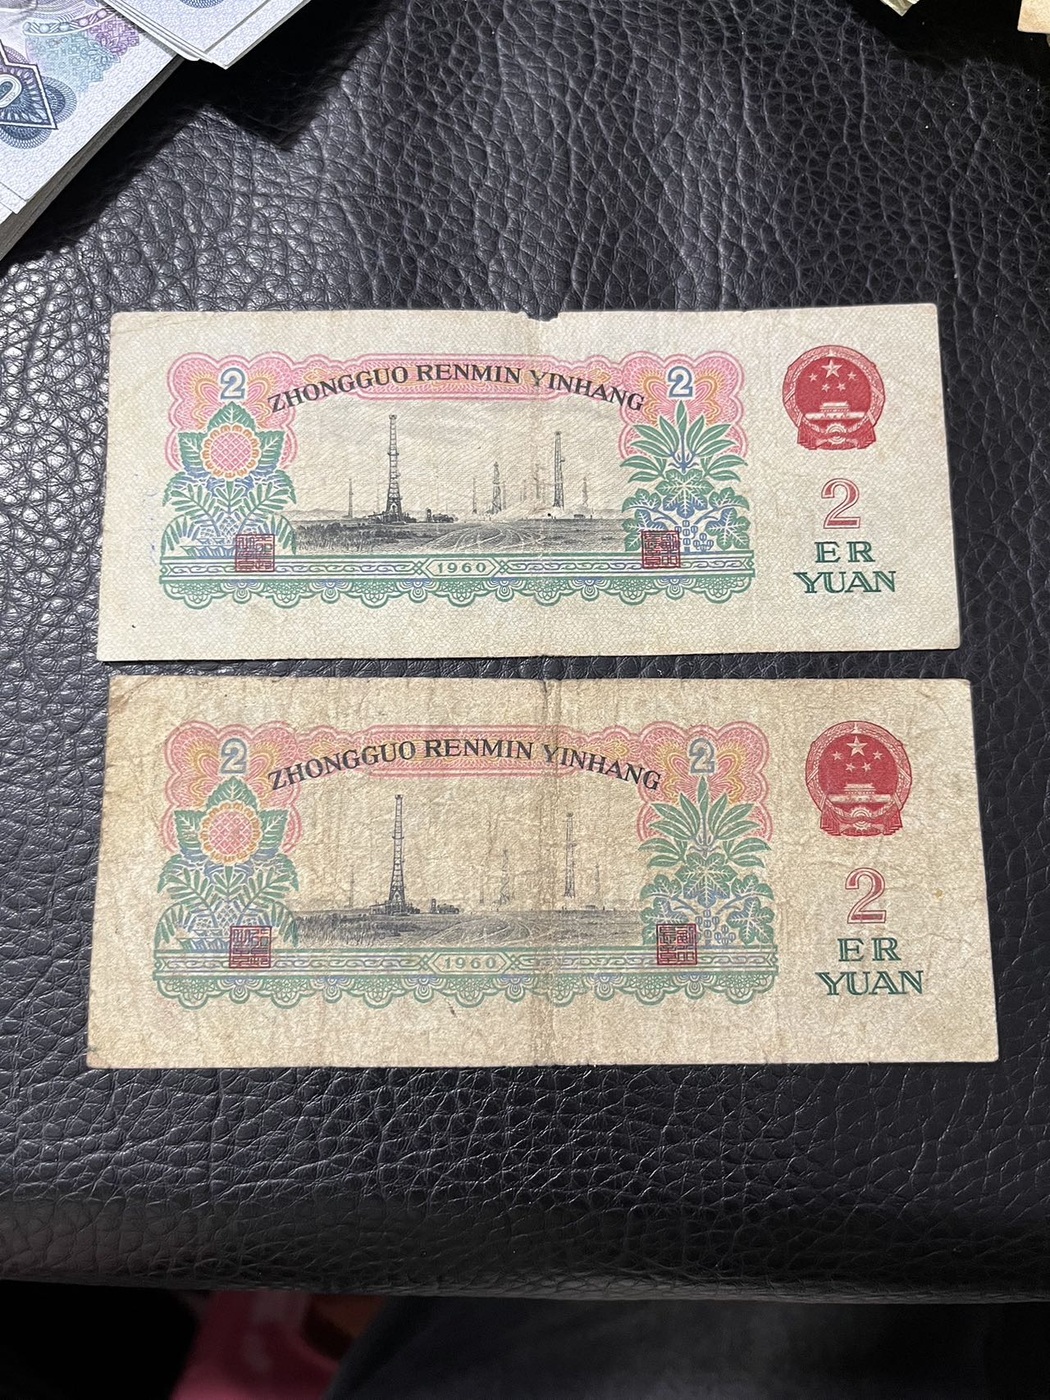 2 ZHONGGUO RENMIN YINHANG 2
1960
2
ER
YUAN
2 ZHONGGUO RENMIN YINHANG 2
1960
2
ER
YUAN